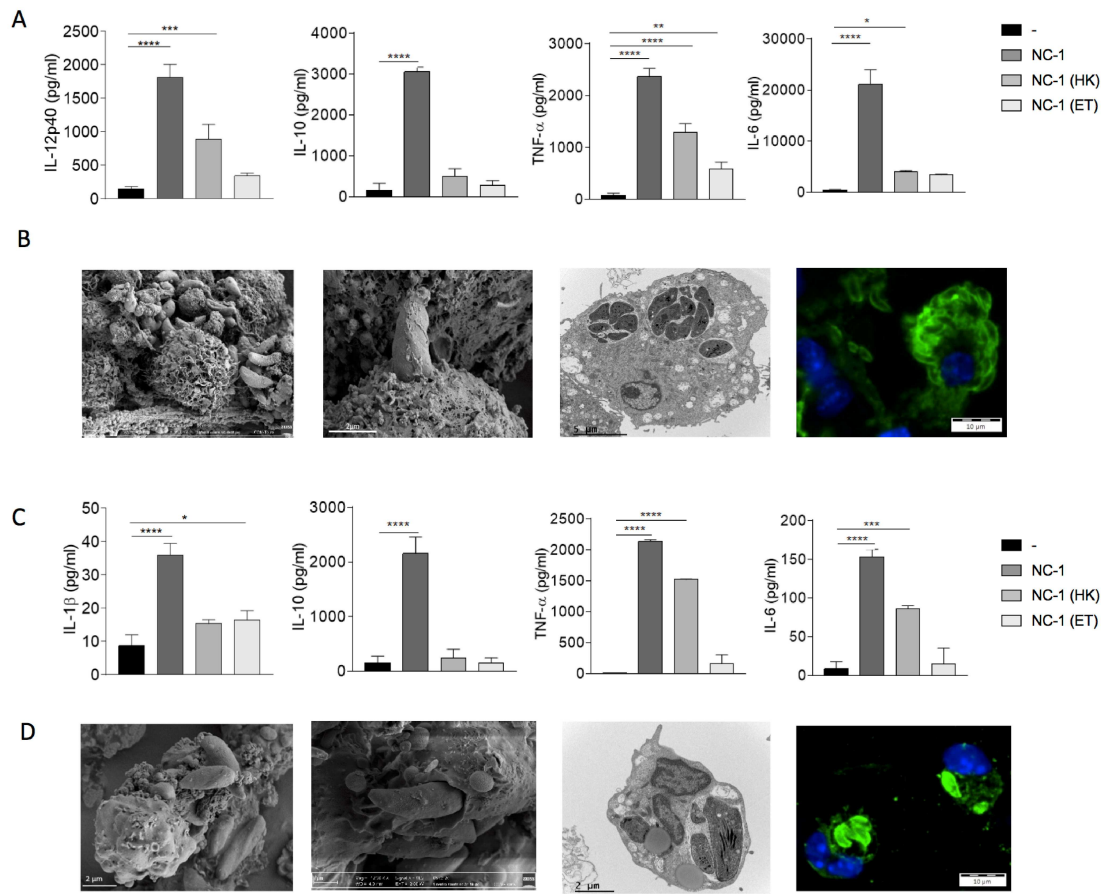 A
IL-12p40 (pg/ml)
2500
2000
1500
1000
500
0
***
****
IL-10 (pg/ml)
4000
3000
2000
1000
0
****
TNF-α (pg/ml)
3000
2000
1000
0
**
****
****
IL-6 (pg/ml)
30000
20000
10000
0
*
****
-
NC-1
NC-1 (HK)
NC-1 (ET)
B
2µm
5 µm
10 µm
C
IL-1β (pg/ml)
50
40
30
20
10
0
*
****
IL-10 (pg/ml)
3000
2000
1000
0
****
TNF-α (pg/ml)
2500
2000
1500
1000
500
0
****
****
IL-6 (pg/ml)
200
150
100
50
0
***
****
-
NC-1
NC-1 (HK)
NC-1 (ET)
D
2 µm
2 µm
10 µm